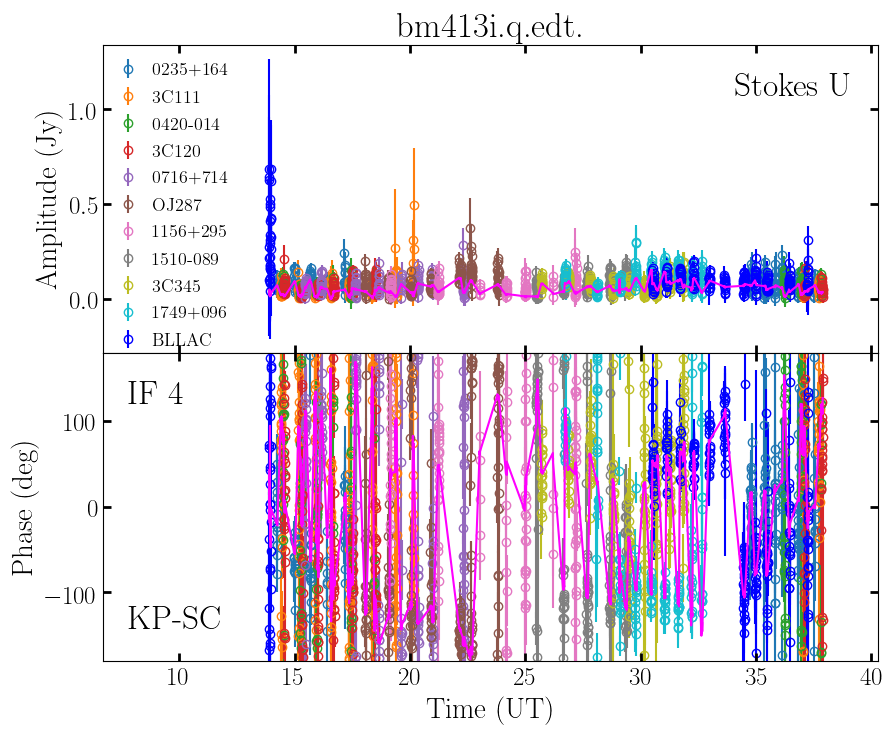 bm413i.q.edt.
Stokes U
Amplitude (Jy)
1.0
0.5
0.0
0235+164
3C111
0420-014
3C120
0716+714
OJ287
1156+295
1510-089
3C345
1749+096
BLLAC
IF 4
KP-SC
Phase (deg)
100
0
−100
10 15 20 25 30 35 40
Time (UT)